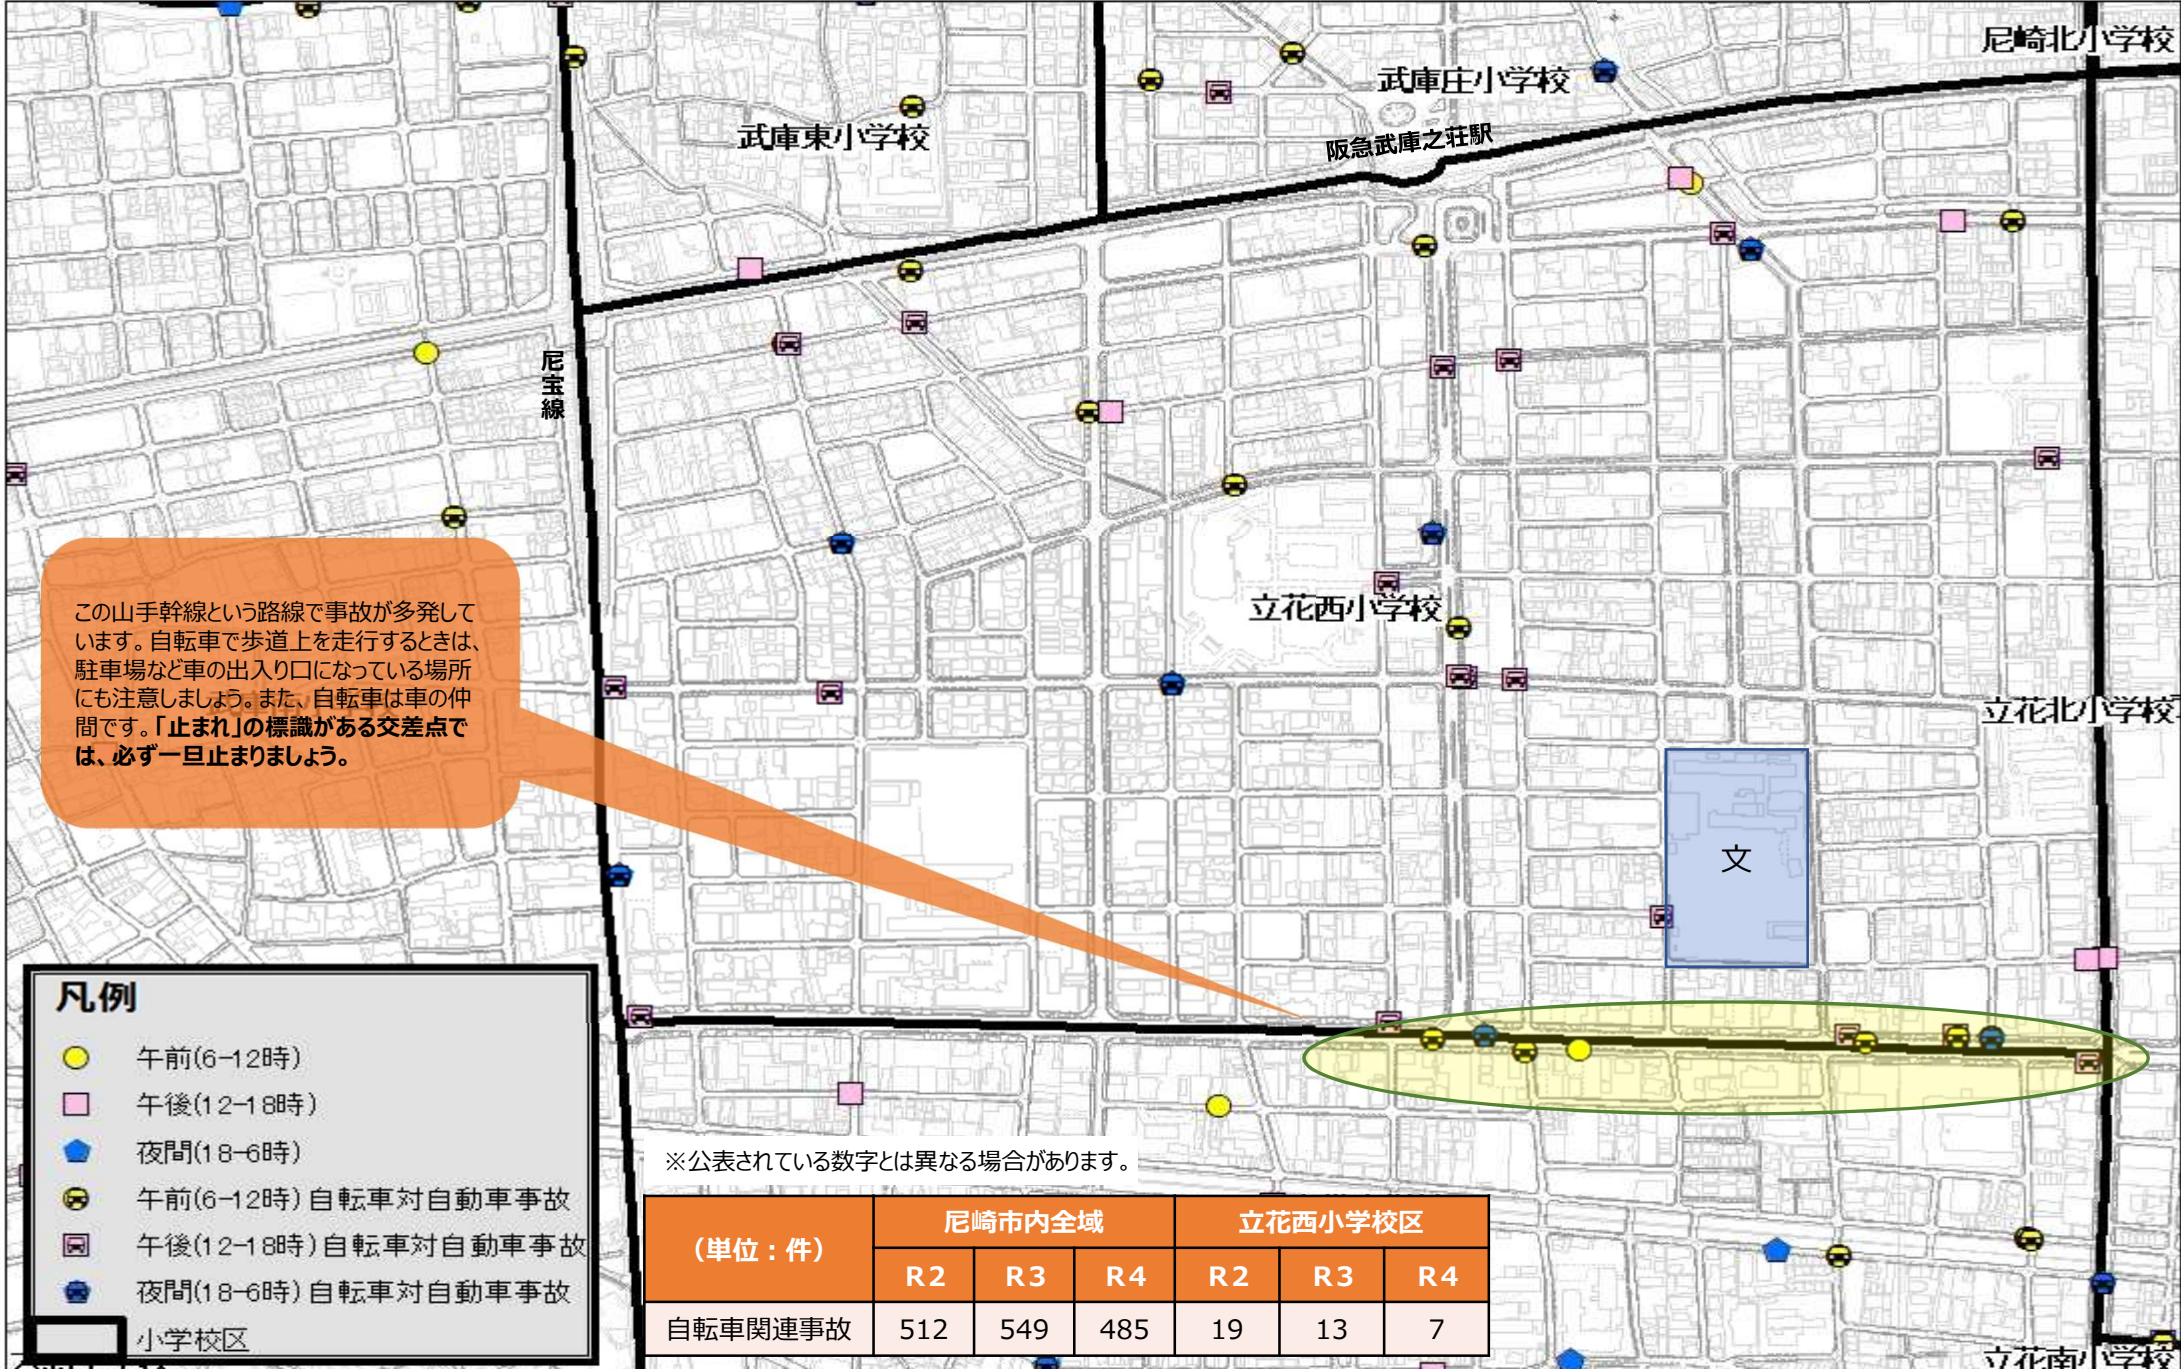 尼崎北小学校
武庫庄小学校
武庫東小学校
阪急武庫之荘駅
尼宝線
この山手幹線という路線で事故が多発して
います。自転車で歩道上を走行するときは、
駐車場など車の出入り口になっている場所
にも注意しましょう。また、自転車は車の仲
間です。「止まれ」の標識がある交差点で
は、必ず一旦止まりましょう。
立花西小学校
立花北小学校
文
凡例
午前(6-12時)
午後(12-18時)
夜間(18-6時)
午前(6-12時)自転車対自動車事故
午後(12-18時)自転車対自動車事故
夜間(18-6時)自転車対自動車事故
小学校区
※公表されている数字とは異なる場合があります。
(単位：件) 尼崎市内全域 立花西小学校区
R2 R3 R4 R2 R3 R4
自転車関連事故 512 549 485 19 13 7
立花南小学校